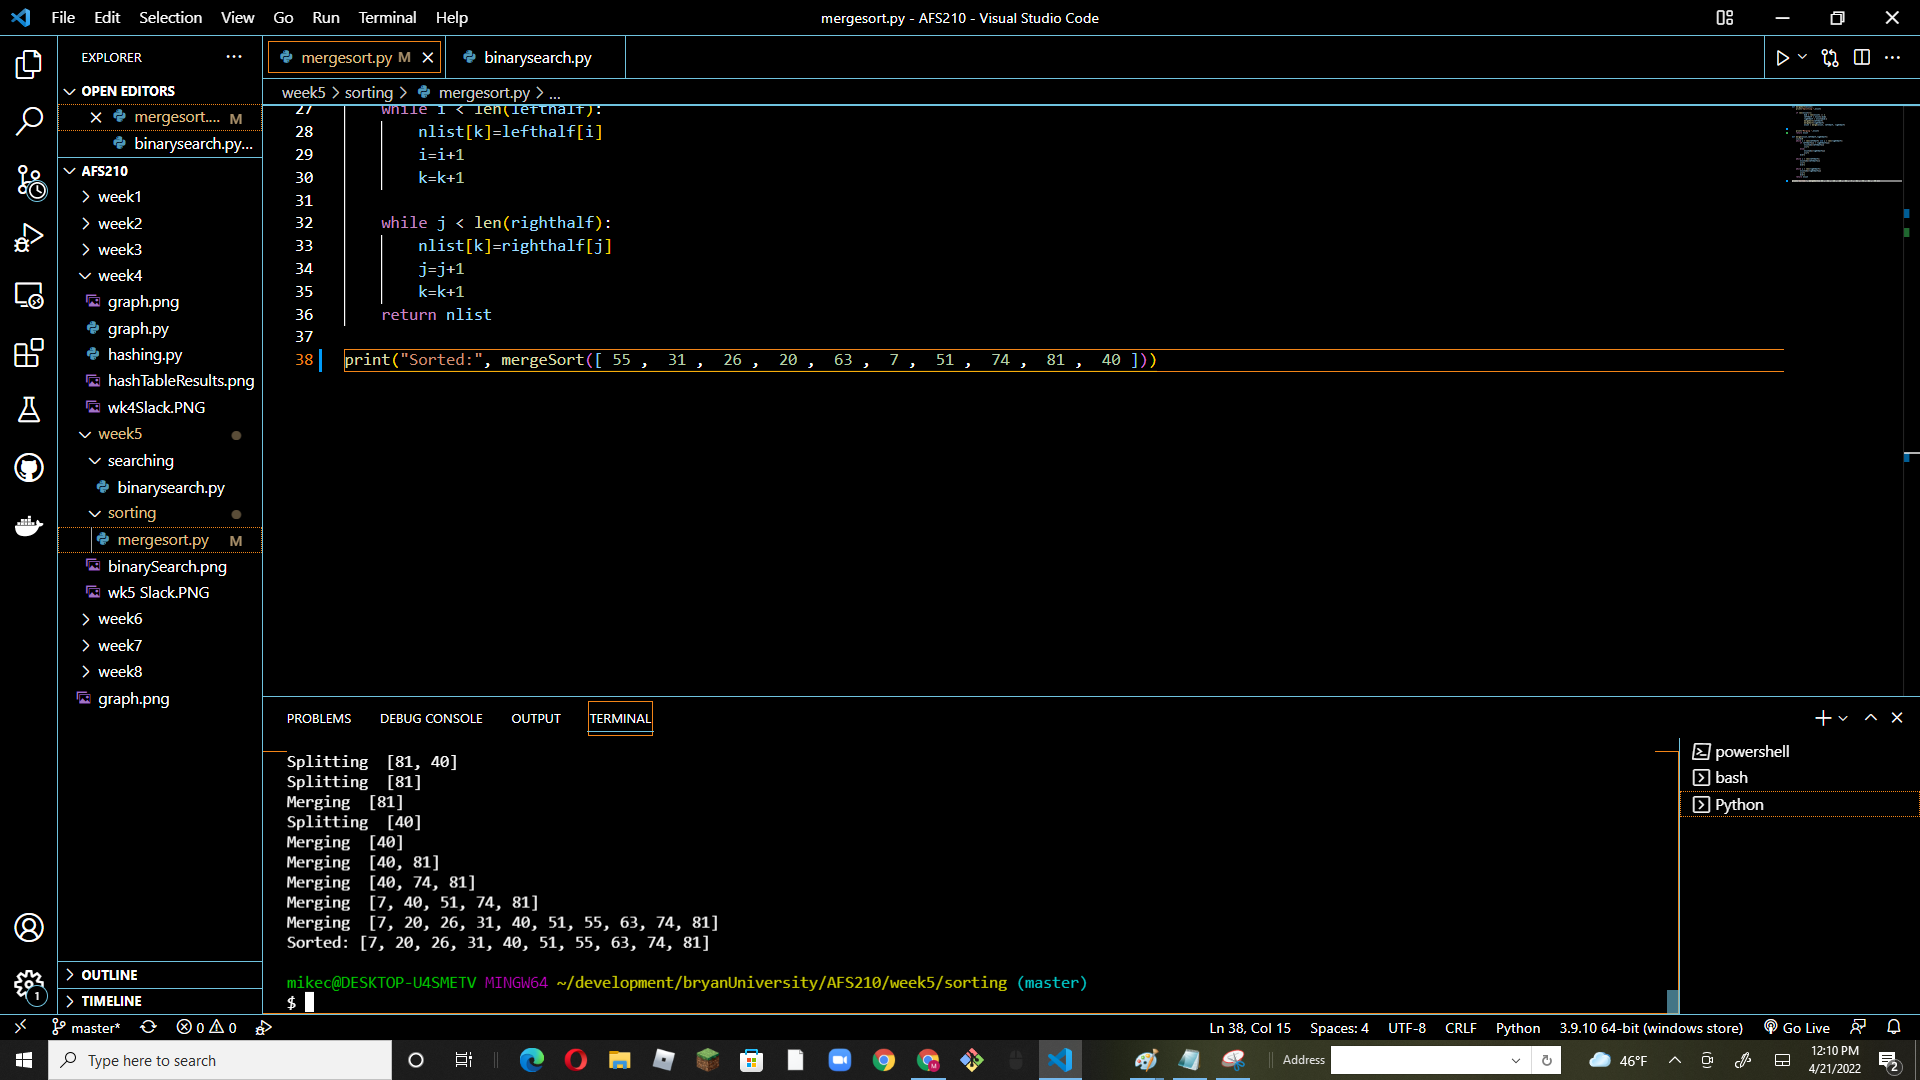 File Edit Selection View Go Run Terminal Help
mergesort.py - AFS210 - Visual Studio Code
EXPLORER
OPEN EDITORS
mergesort.... M
binarysearch.py...
AFS210
week1
week2
week3
week4
graph.png
graph.py
hashing.py
hashTableResults.png
wk4Slack.PNG
week5
searching
binarysearch.py
sorting
mergesort.py M
binarySearch.png
wk5 Slack.PNG
week6
week7
week8
graph.png
OUTLINE
TIMELINE
1
mergesort.py M
binarysearch.py
week5 > sorting > mergesort.py > ...
27 while i < len(lefthalf):
28 nlist[k]=lefthalf[i]
29 i=i+1
30 k=k+1
31
32 while j < len(righthalf):
33 nlist[k]=righthalf[j]
34 j=j+1
35 k=k+1
36 return nlist
37
38 print("Sorted:", mergeSort([ 55 , 31 , 26 , 20 , 63 , 7 , 51 , 74 , 81 , 40 ]))
PROBLEMS DEBUG CONSOLE OUTPUT TERMINAL
Splitting [81, 40]
Splitting [81]
Merging [81]
Splitting [40]
Merging [40]
Merging [40, 81]
Merging [40, 74, 81]
Merging [7, 40, 51, 74, 81]
Merging [7, 20, 26, 31, 40, 51, 55, 63, 74, 81]
Sorted: [7, 20, 26, 31, 40, 51, 55, 63, 74, 81]
mikec@DESKTOP-U4SMETV MINGW64 ~/development/bryanUniversity/AFS210/week5/sorting (master)
$
powershell
bash
Python
master* 0 0
Ln 38, Col 15 Spaces: 4 UTF-8 CRLF Python 3.9.10 64-bit (windows store) Go Live
Type here to search
Address
46°F
12:10 PM
4/21/2022
2